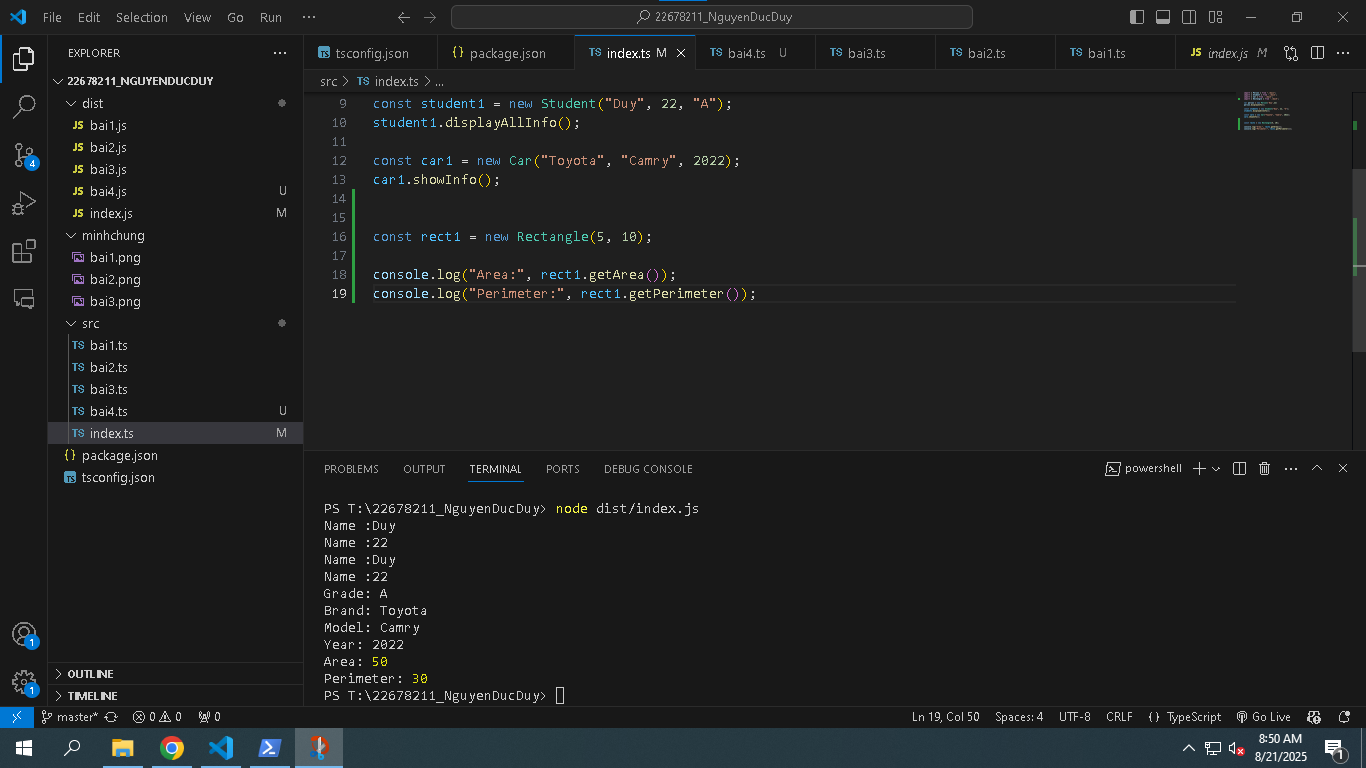 File Edit Selection View Go Run ···
22678211_NguyenDucDuy
EXPLORER ···
22678211_NGUYENDUCDUY
dist
JS bai1.js
JS bai2.js
JS bai3.js
JS bai4.js U
JS index.js M
minhchung
bai1.png
bai2.png
bai3.png
src
TS bai1.ts
TS bai2.ts
TS bai3.ts
TS bai4.ts U
TS index.ts M
{} package.json
TS tsconfig.json
OUTLINE
TIMELINE
4
1
1
TS tsconfig.json {} package.json TS index.ts M TS bai4.ts U TS bai3.ts TS bai2.ts TS bai1.ts JS index.js M ···
src > TS index.ts > ...
9 const student1 = new Student("Duy", 22, "A");
10 student1.displayAllInfo();
11
12 const car1 = new Car("Toyota", "Camry", 2022);
13 car1.showInfo();
14
15
16 const rect1 = new Rectangle(5, 10);
17
18 console.log("Area:", rect1.getArea());
19 console.log("Perimeter:", rect1.getPerimeter());
PROBLEMS OUTPUT TERMINAL PORTS DEBUG CONSOLE powershell ···
PS T:\22678211_NguyenDucDuy> node dist/index.js
Name :Duy
Name :22
Name :Duy
Name :22
Grade: A
Brand: Toyota
Model: Camry
Year: 2022
Area: 50
Perimeter: 30
PS T:\22678211_NguyenDucDuy>
master* 0 0 0 Ln 19, Col 50 Spaces: 4 UTF-8 CRLF {} TypeScript Go Live
8:50 AM
8/21/2025
1